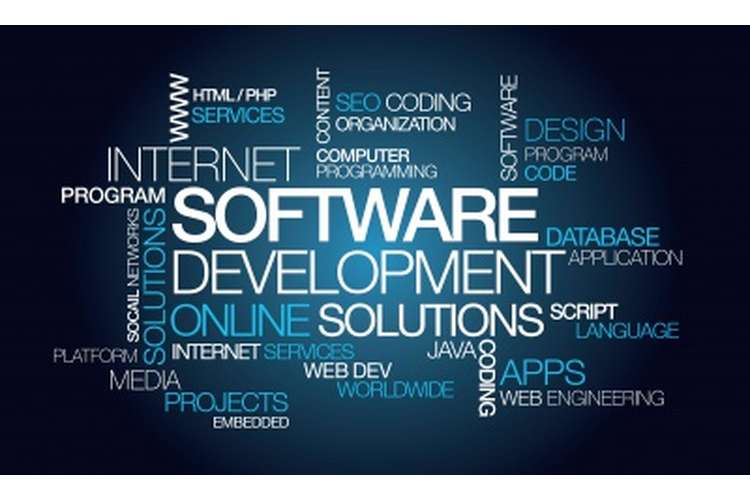 WWW
HTML / PHP
SERVICES
CONTENT
SEO CODING
ORGANIZATION
COMPUTER
PROGRAMMING
SOFTWARE
DESIGN
PROGRAM
CODE
INTERNET
PROGRAM
SOFTWARE
DEVELOPMENT
ONLINE SOLUTIONS
SOCAIL NETWORKS
SOLUTIONS
DATABASE
APPLICATION
SCRIPT
LANGUAGE
PLATFORM
INTERNET SERVICES
JAVA
CODING
MEDIA
WEB DEV
WORLDWIDE
APPS
WEB ENGINEERING
PROJECTS
EMBEDDED